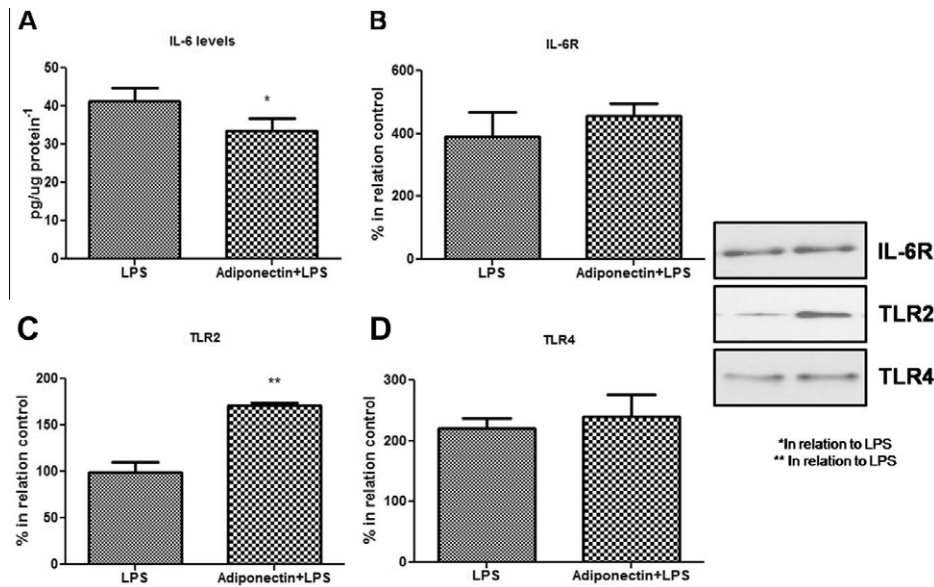 A
IL-6 levels
pg/ug protein-1
50
40
30
20
10
0
*
LPS
Adiponectin+LPS
B
IL-6R
% in relation control
600
400
200
0
LPS
Adiponectin+LPS
IL-6R
TLR2
TLR4
C
TLR2
% in relation control
200
150
100
50
0
**
LPS
Adiponectin+LPS
D
TLR4
% in relation control
300
200
100
0
LPS
Adiponectin+LPS
*In relation to LPS
** In relation to LPS